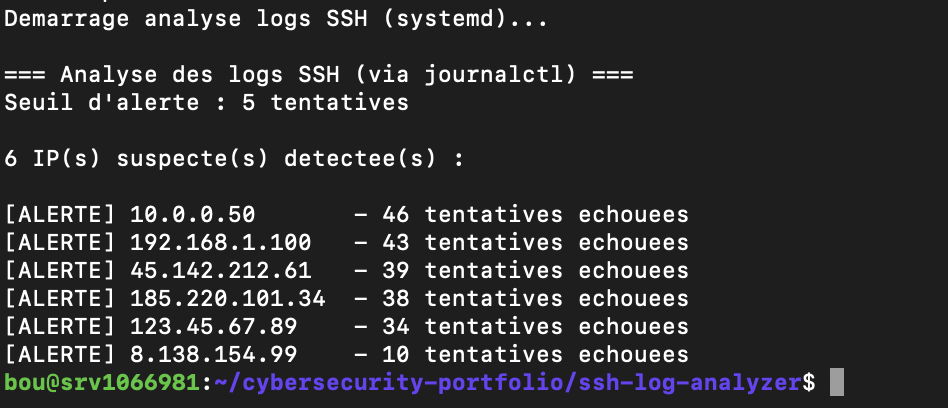 Demarrage analyse logs SSH (systemd)...
=== Analyse des logs SSH (via journalctl) ===
Seuil d'alerte : 5 tentatives
6 IP(s) suspecte(s) detectee(s) :
[ALERTE] 10.0.0.50 – 46 tentatives echouees
[ALERTE] 192.168.1.100 – 43 tentatives echouees
[ALERTE] 45.142.212.61 – 39 tentatives echouees
[ALERTE] 185.220.101.34 – 38 tentatives echouees
[ALERTE] 123.45.67.89 – 34 tentatives echouees
[ALERTE] 8.138.154.99 – 10 tentatives echouees
bou@srv1066981:~/cybersecurity-portfolio/ssh-log-analyzer$